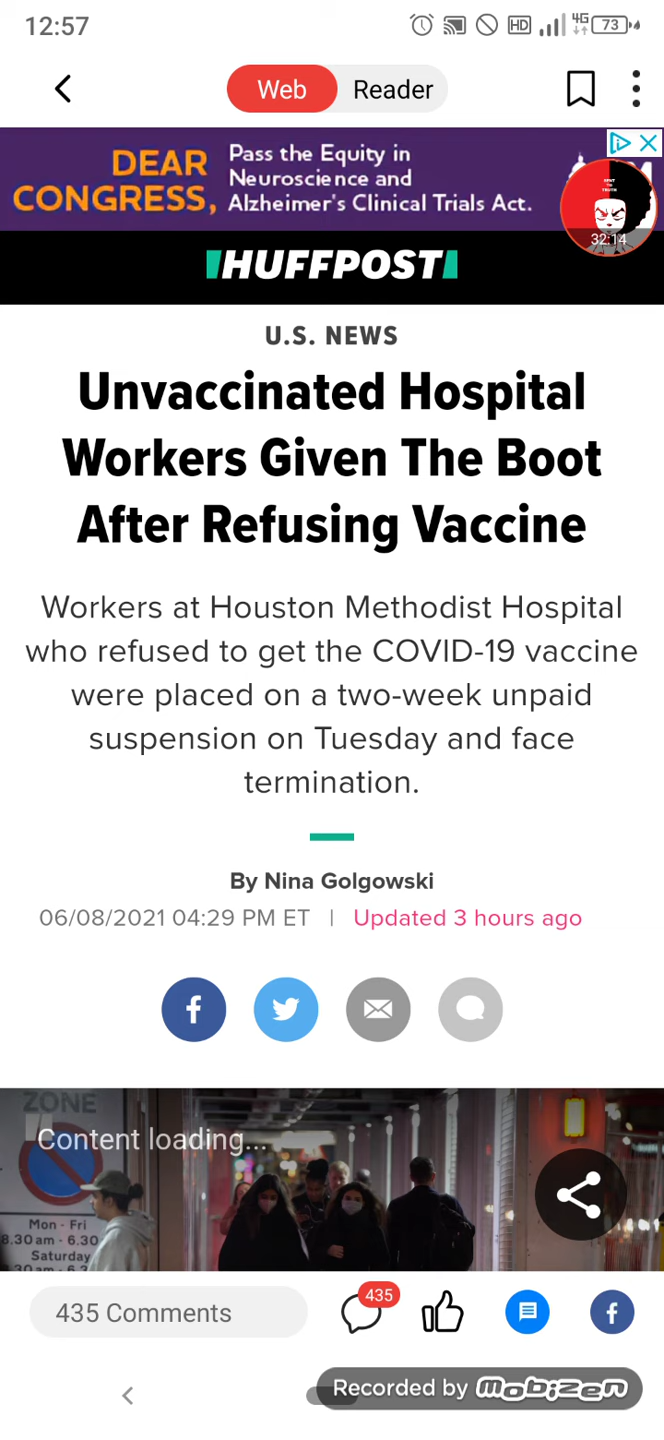 12:57
HD 4G 73
Web Reader
DEAR CONGRESS,
Pass the Equity in
Neuroscience and
Alzheimer's Clinical Trials Act.
32:14
HUFFPOST
U.S. NEWS
Unvaccinated Hospital
Workers Given The Boot
After Refusing Vaccine
Workers at Houston Methodist Hospital
who refused to get the COVID-19 vaccine
were placed on a two-week unpaid
suspension on Tuesday and face
termination.
By Nina Golgowski
06/08/2021 04:29 PM ET | Updated 3 hours ago
ZONE
Content loading...
Mon - Fri
8.30 am - 6.30
Saturday
435 Comments
435
Recorded by mobizen